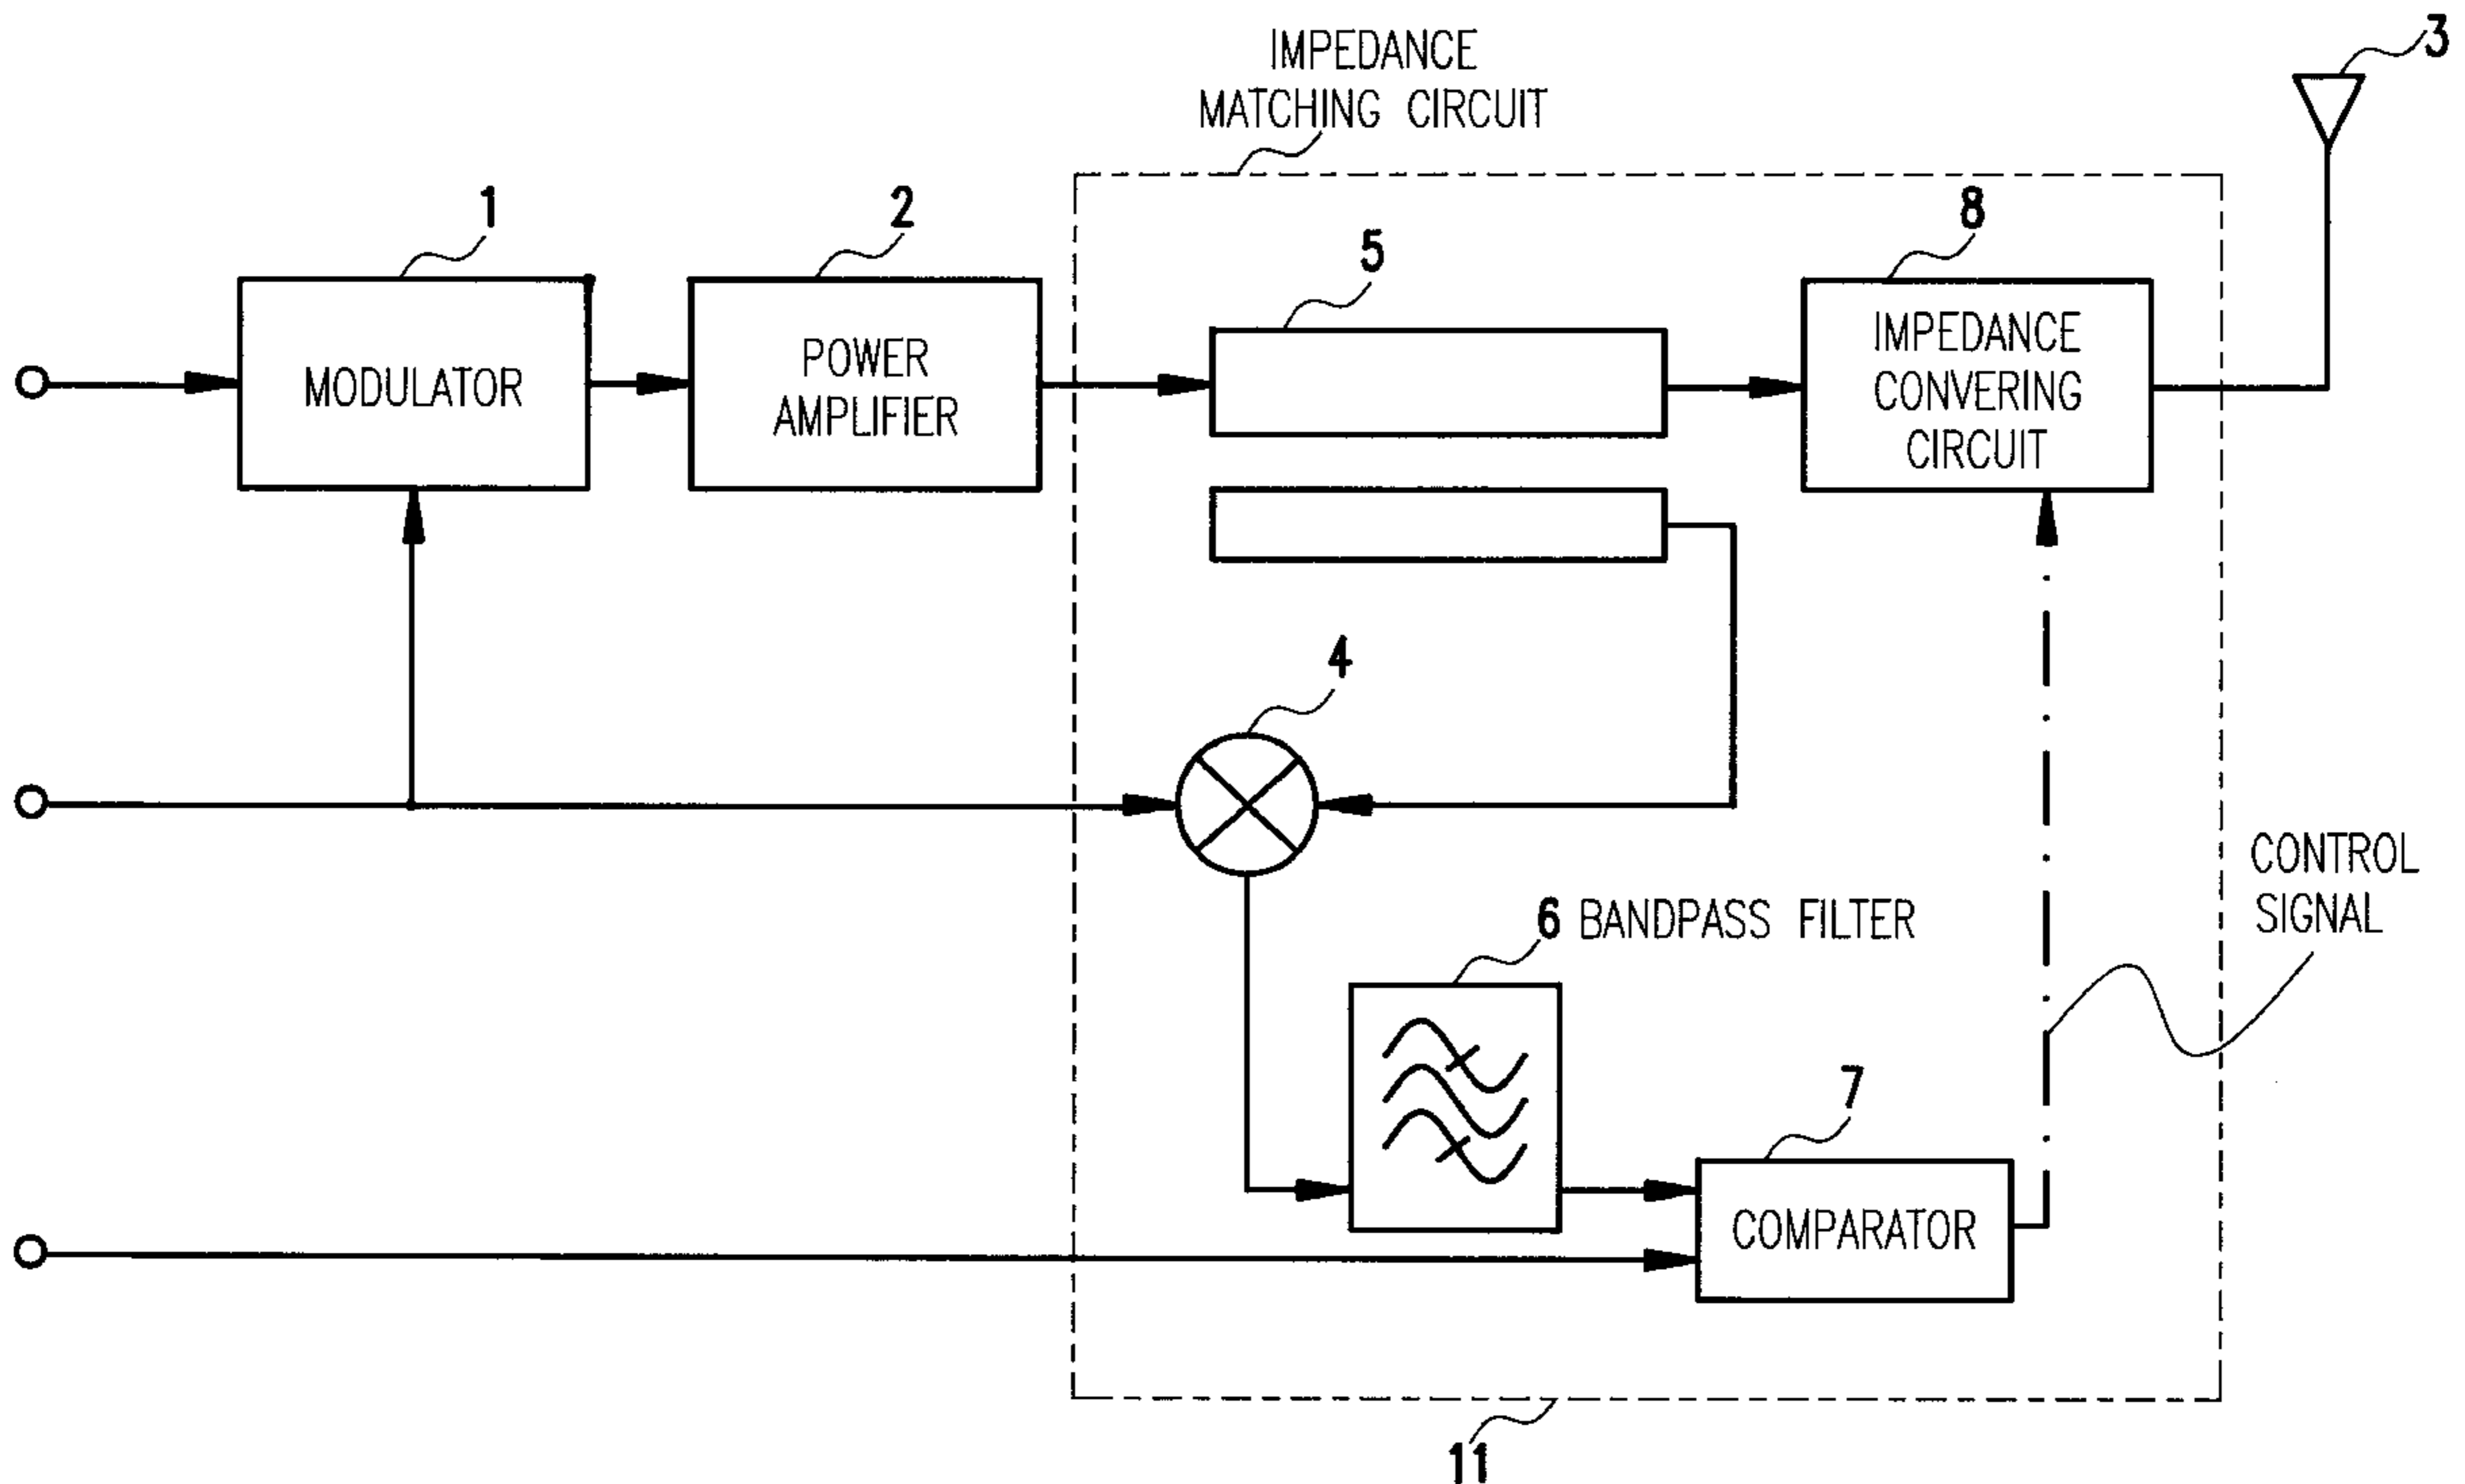 IMPEDANCE
MATCHING CIRCUIT
3
1
2
5
8
MODULATOR
POWER
AMPLIFIER
IMPEDANCE
CONVERING
CIRCUIT
4
CONTROL
SIGNAL
6 BANDPASS FILTER
7
COMPARATOR
11